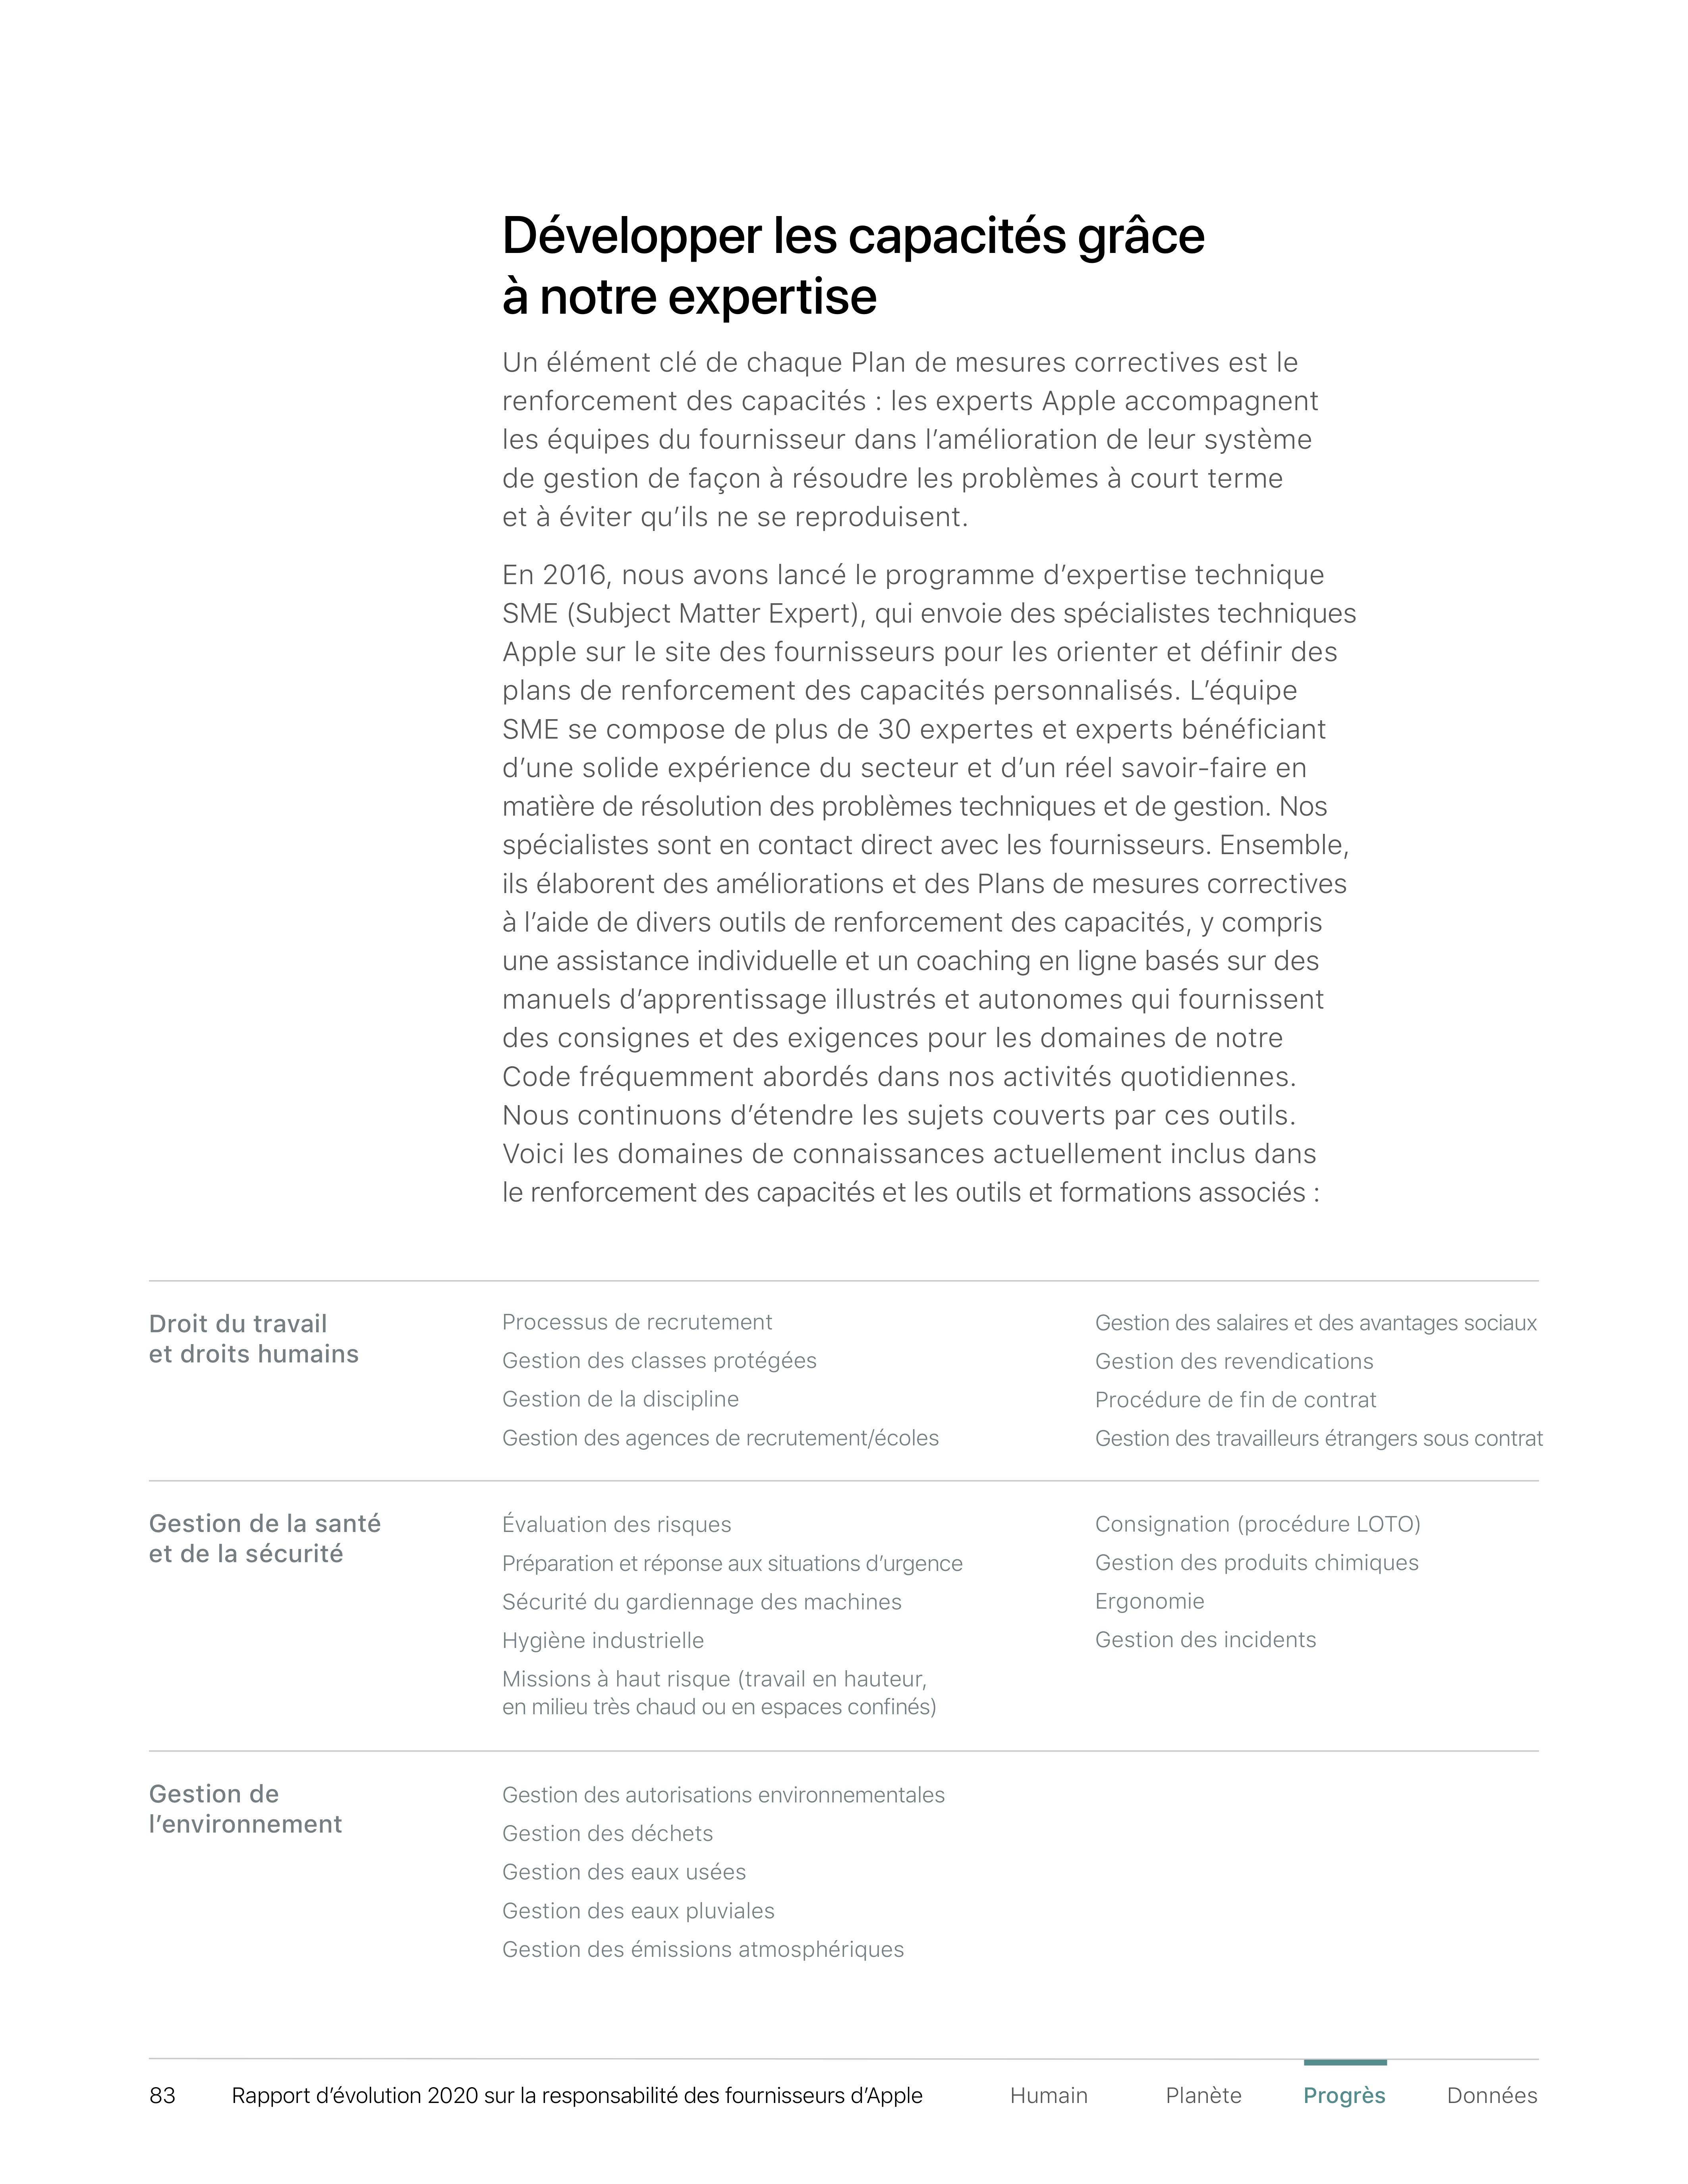 Développer les capacités grâce
à notre expertise
Un élément clé de chaque Plan de mesures correctives est le
renforcement des capacités : les experts Apple accompagnent
les équipes du fournisseur dans l’amélioration de leur système
de gestion de façon à résoudre les problèmes à court terme
et à éviter qu’ils ne se reproduisent.
En 2016, nous avons lancé le programme d’expertise technique
SME (Subject Matter Expert), qui envoie des spécialistes techniques
Apple sur le site des fournisseurs pour les orienter et définir des
plans de renforcement des capacités personnalisés. L’équipe
SME se compose de plus de 30 expertes et experts bénéficiant
d’une solide expérience du secteur et d’un réel savoir-faire en
matière de résolution des problèmes techniques et de gestion. Nos
spécialistes sont en contact direct avec les fournisseurs. Ensemble,
ils élaborent des améliorations et des Plans de mesures correctives
à l’aide de divers outils de renforcement des capacités, y compris
une assistance individuelle et un coaching en ligne basés sur des
manuels d’apprentissage illustrés et autonomes qui fournissent
des consignes et des exigences pour les domaines de notre
Code fréquemment abordés dans nos activités quotidiennes.
Nous continuons d’étendre les sujets couverts par ces outils.
Voici les domaines de connaissances actuellement inclus dans
le renforcement des capacités et les outils et formations associés :
Droit du travail
et droits humains
Processus de recrutement
Gestion des classes protégées
Gestion de la discipline
Gestion des agences de recrutement/écoles
Gestion des salaires et des avantages sociaux
Gestion des revendications
Procédure de fin de contrat
Gestion des travailleurs étrangers sous contrat
Gestion de la santé
et de la sécurité
Évaluation des risques
Préparation et réponse aux situations d’urgence
Sécurité du gardiennage des machines
Hygiène industrielle
Missions à haut risque (travail en hauteur,
en milieu très chaud ou en espaces confinés)
Consignation (procédure LOTO)
Gestion des produits chimiques
Ergonomie
Gestion des incidents
Gestion de
l’environnement
Gestion des autorisations environnementales
Gestion des déchets
Gestion des eaux usées
Gestion des eaux pluviales
Gestion des émissions atmosphériques
83 Rapport d’évolution 2020 sur la responsabilité des fournisseurs d’Apple Humain Planète Progrès Données